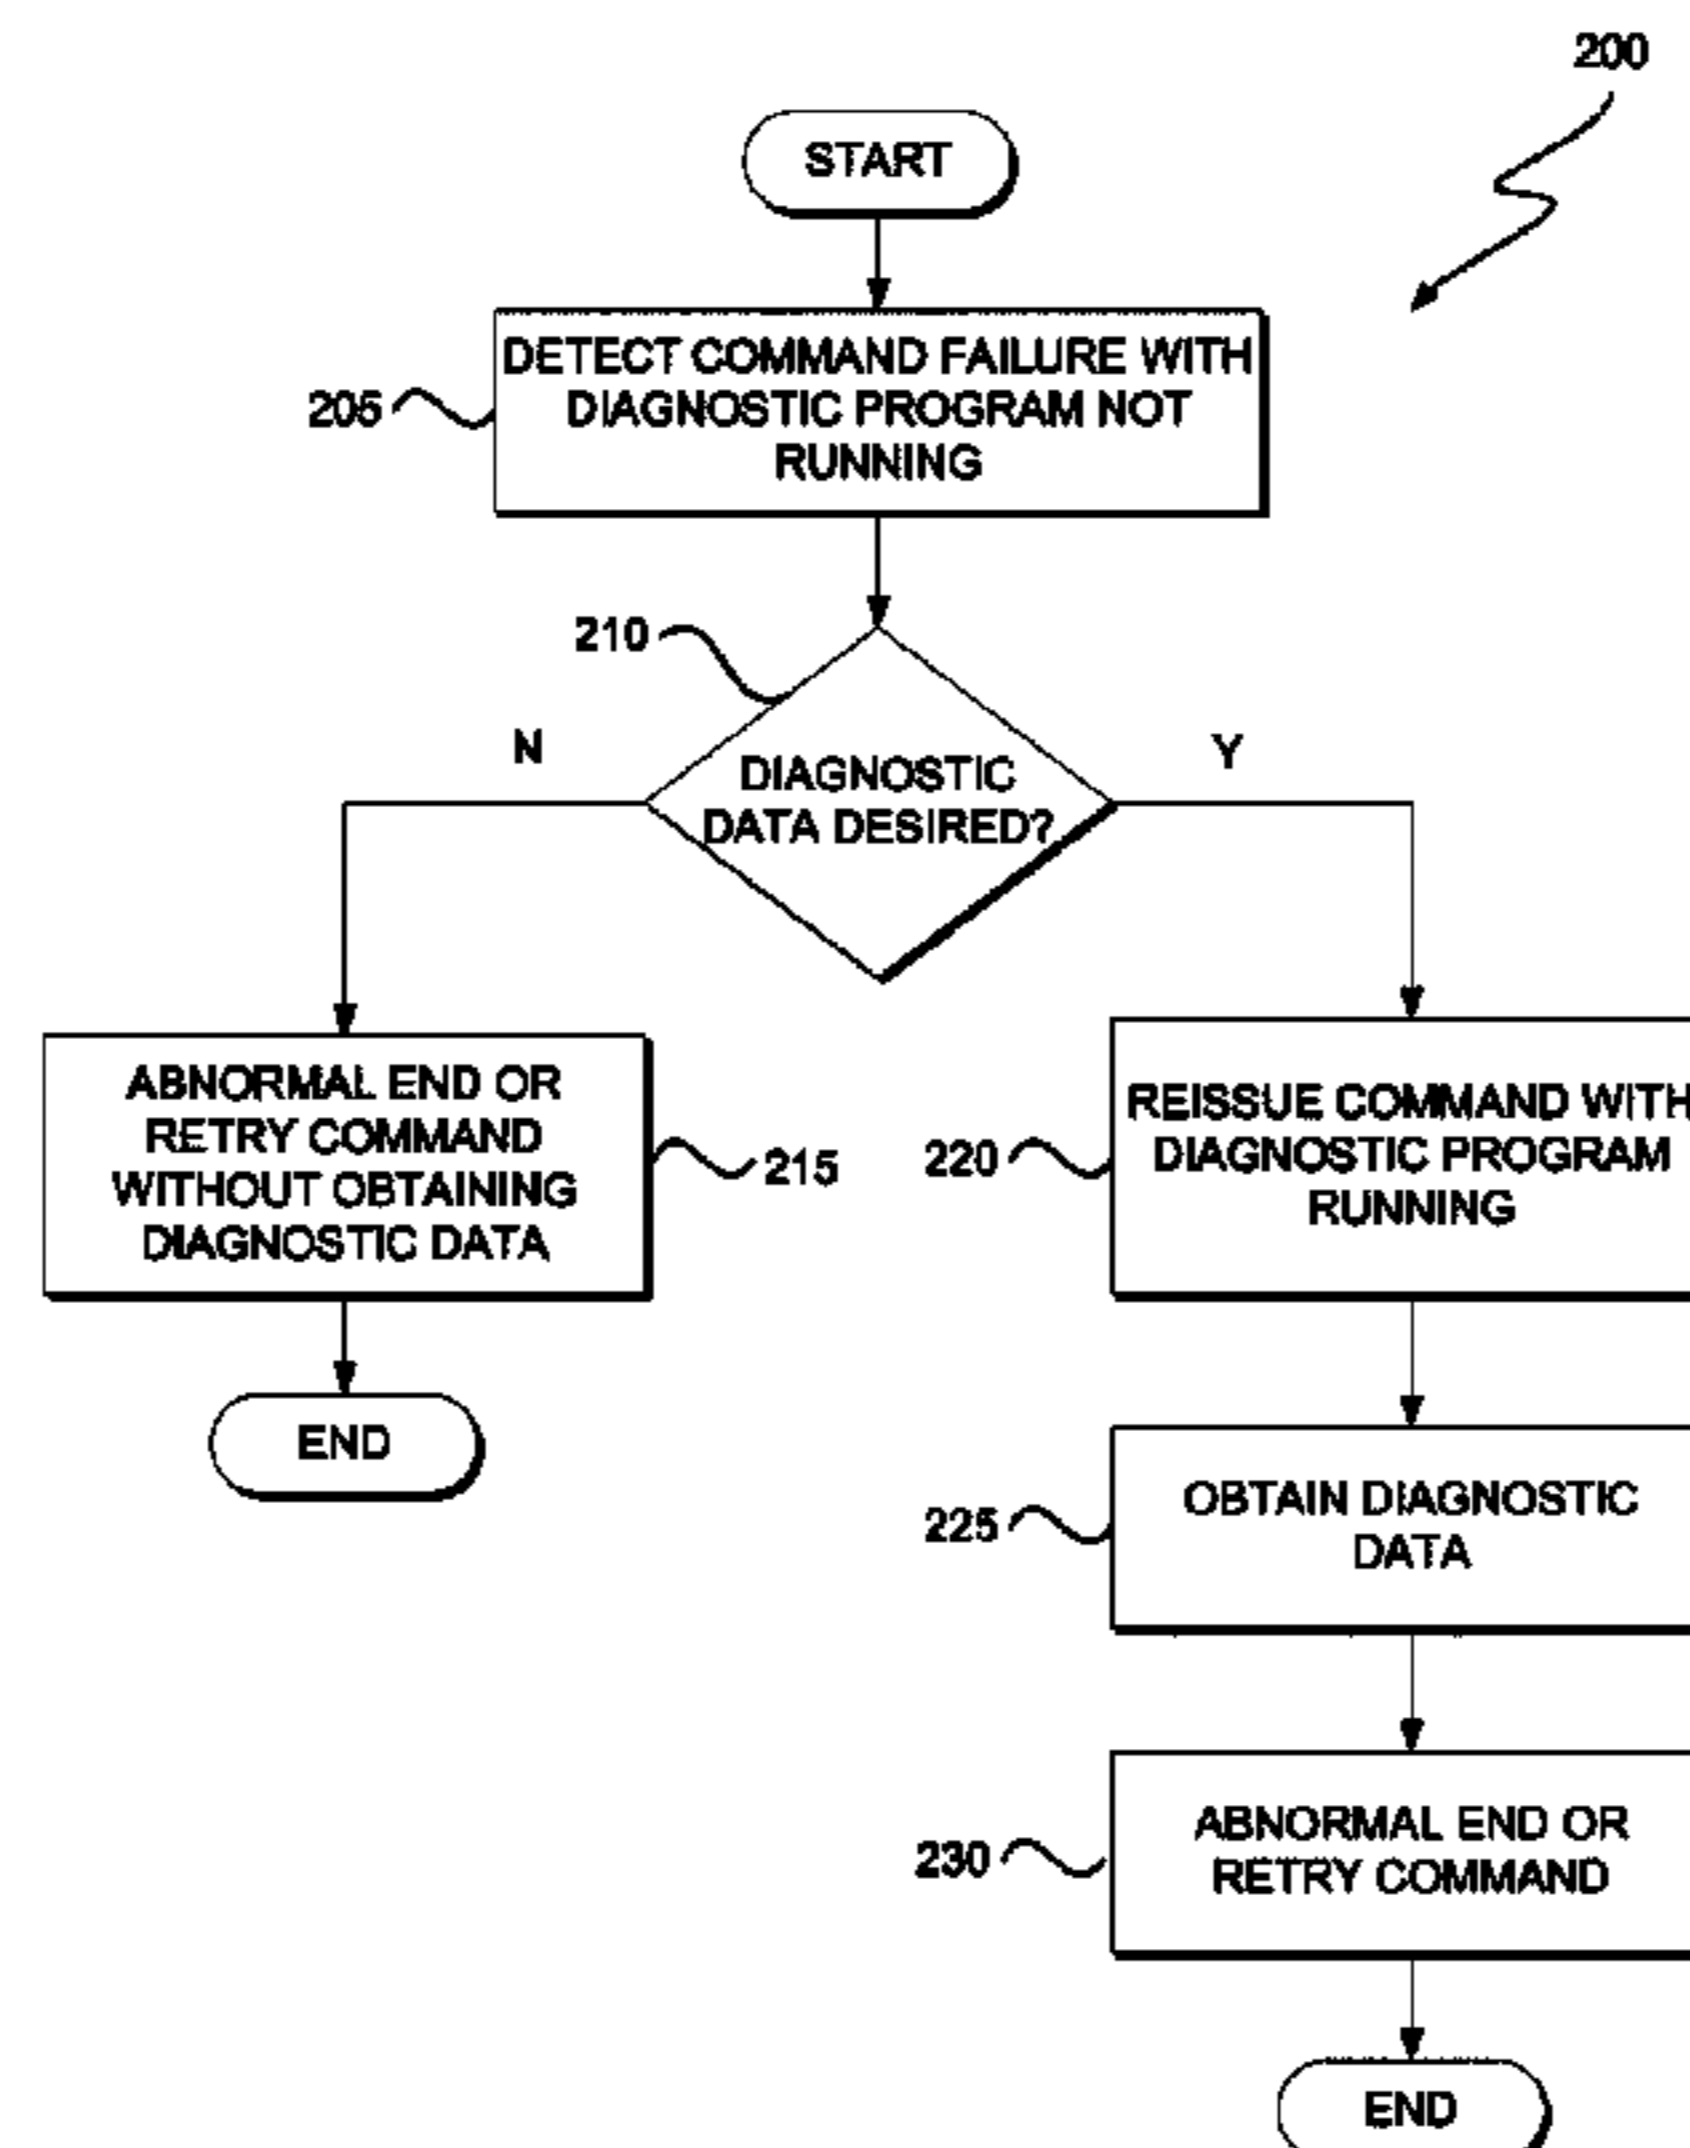 200
START
DETECT COMMAND FAILURE WITH
DIAGNOSTIC PROGRAM NOT
RUNNING
205
210
N
Y
DIAGNOSTIC
DATA DESIRED?
ABNORMAL END OR
RETRY COMMAND
WITHOUT OBTAINING
DIAGNOSTIC DATA
215
220
REISSUE COMMAND WITH
DIAGNOSTIC PROGRAM
RUNNING
END
225
OBTAIN DIAGNOSTIC
DATA
230
ABNORMAL END OR
RETRY COMMAND
END